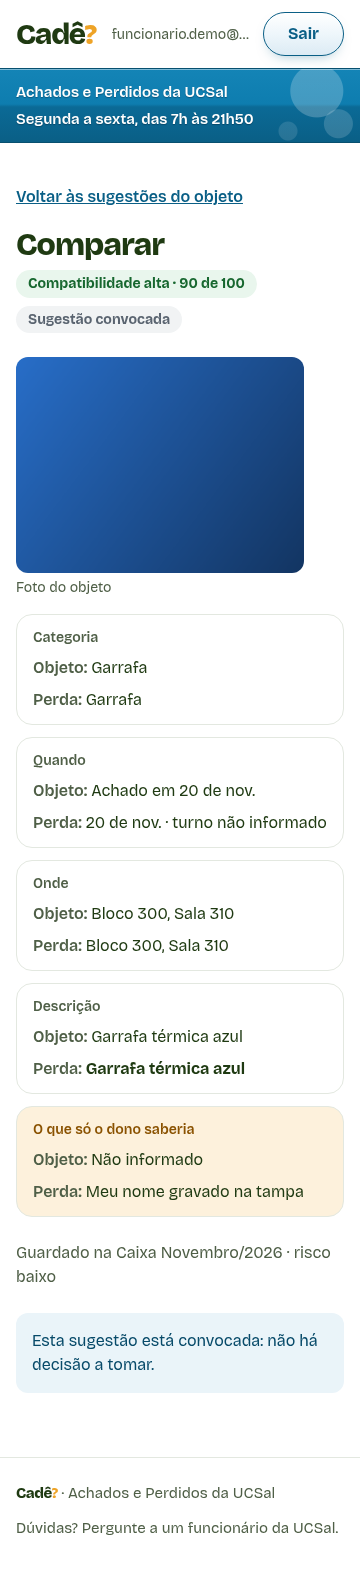 Cadê? funcionario.demo@... Sair
Achados e Perdidos da UCSal
Segunda a sexta, das 7h às 21h50
Voltar às sugestões do objeto
Comparar
Compatibilidade alta · 90 de 100
Sugestão convocada
Foto do objeto
Categoria
Objeto: Garrafa
Perda: Garrafa
Quando
Objeto: Achado em 20 de nov.
Perda: 20 de nov. · turno não informado
Onde
Objeto: Bloco 300, Sala 310
Perda: Bloco 300, Sala 310
Descrição
Objeto: Garrafa térmica azul
Perda: Garrafa térmica azul
O que só o dono saberia
Objeto: Não informado
Perda: Meu nome gravado na tampa
Guardado na Caixa Novembro/2026 · risco
baixo
Esta sugestão está convocada: não há
decisão a tomar.
Cadê? · Achados e Perdidos da UCSal
Dúvidas? Pergunte a um funcionário da UCSal.